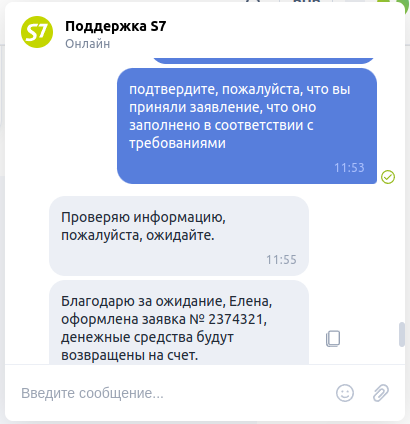 S7
Поддержка S7
Онлайн
подтвердите, пожалуйста, что вы
приняли заявление, что оно
заполнено в соответствии с
требованиями
11:53
Проверяю информацию,
пожалуйста, ожидайте.
11:55
Благодарю за ожидание, Елена,
оформлена заявка № 2374321,
денежные средства будут
возвращены на счет.
Введите сообщение...